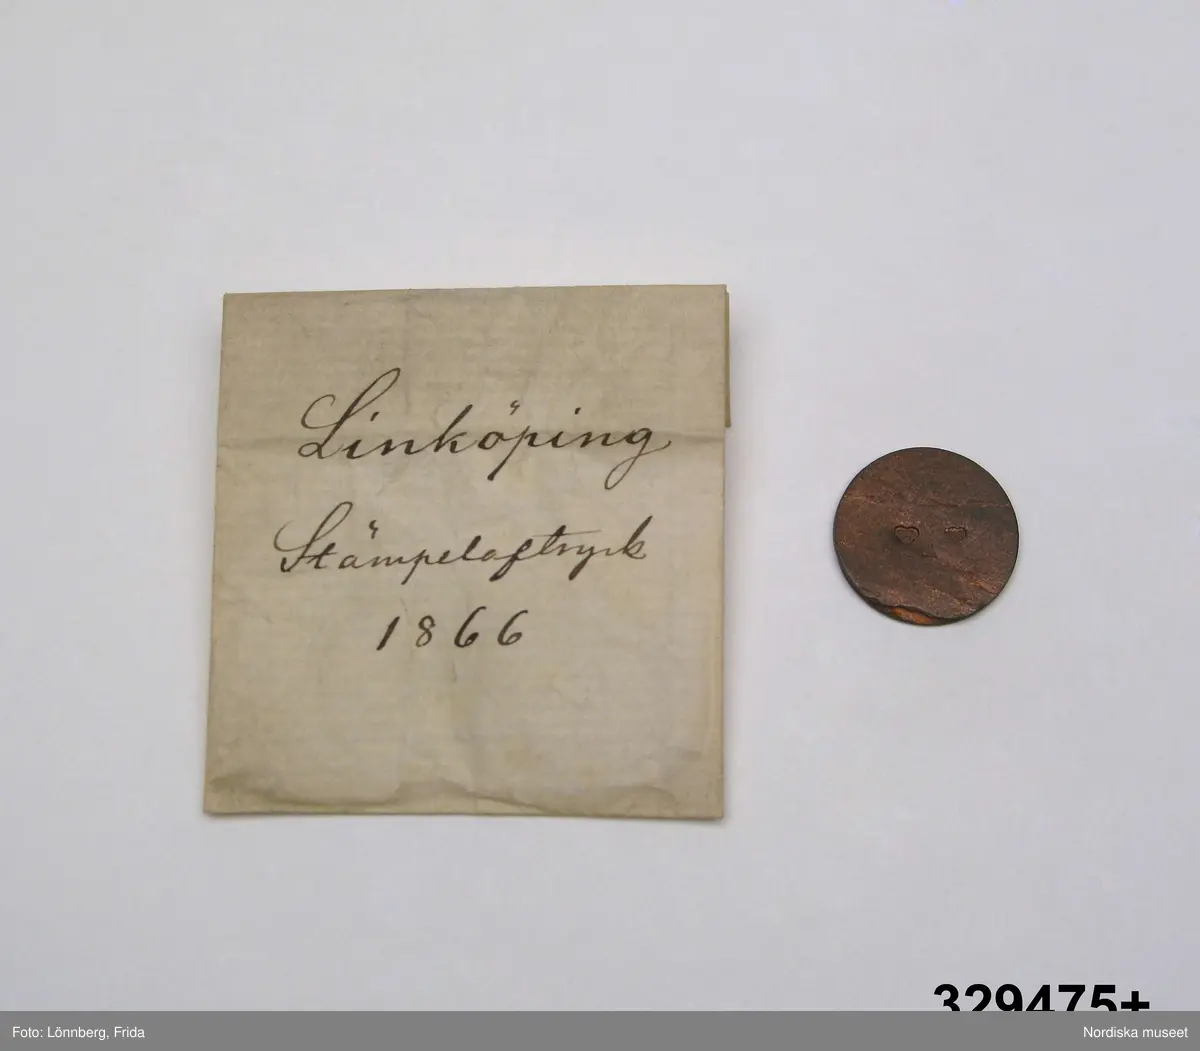 Linköping
Stämpelaftryck
1866
329475+
Foto: Lönnberg, Frida
Nordiska museet